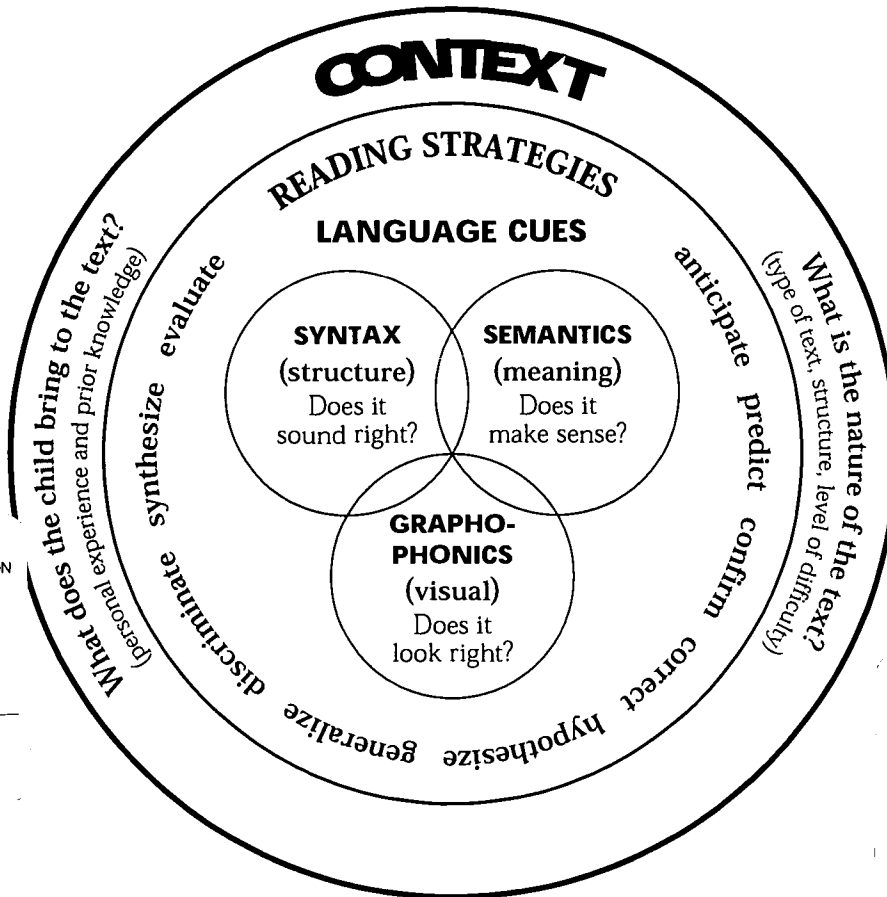 CONTEXT
READING STRATEGIES
LANGUAGE CUES
What does the child bring to the text?
(personal experience and prior knowledge)
What is the nature of the text?
(type of text, structure, level of difficulty)
anticipate predict confirm correct hypothesize generalize discriminate synthesize evaluate
SYNTAX
(structure)
Does it
sound right?
SEMANTICS
(meaning)
Does it
make sense?
GRAPHO-
PHONICS
(visual)
Does it
look right?
N